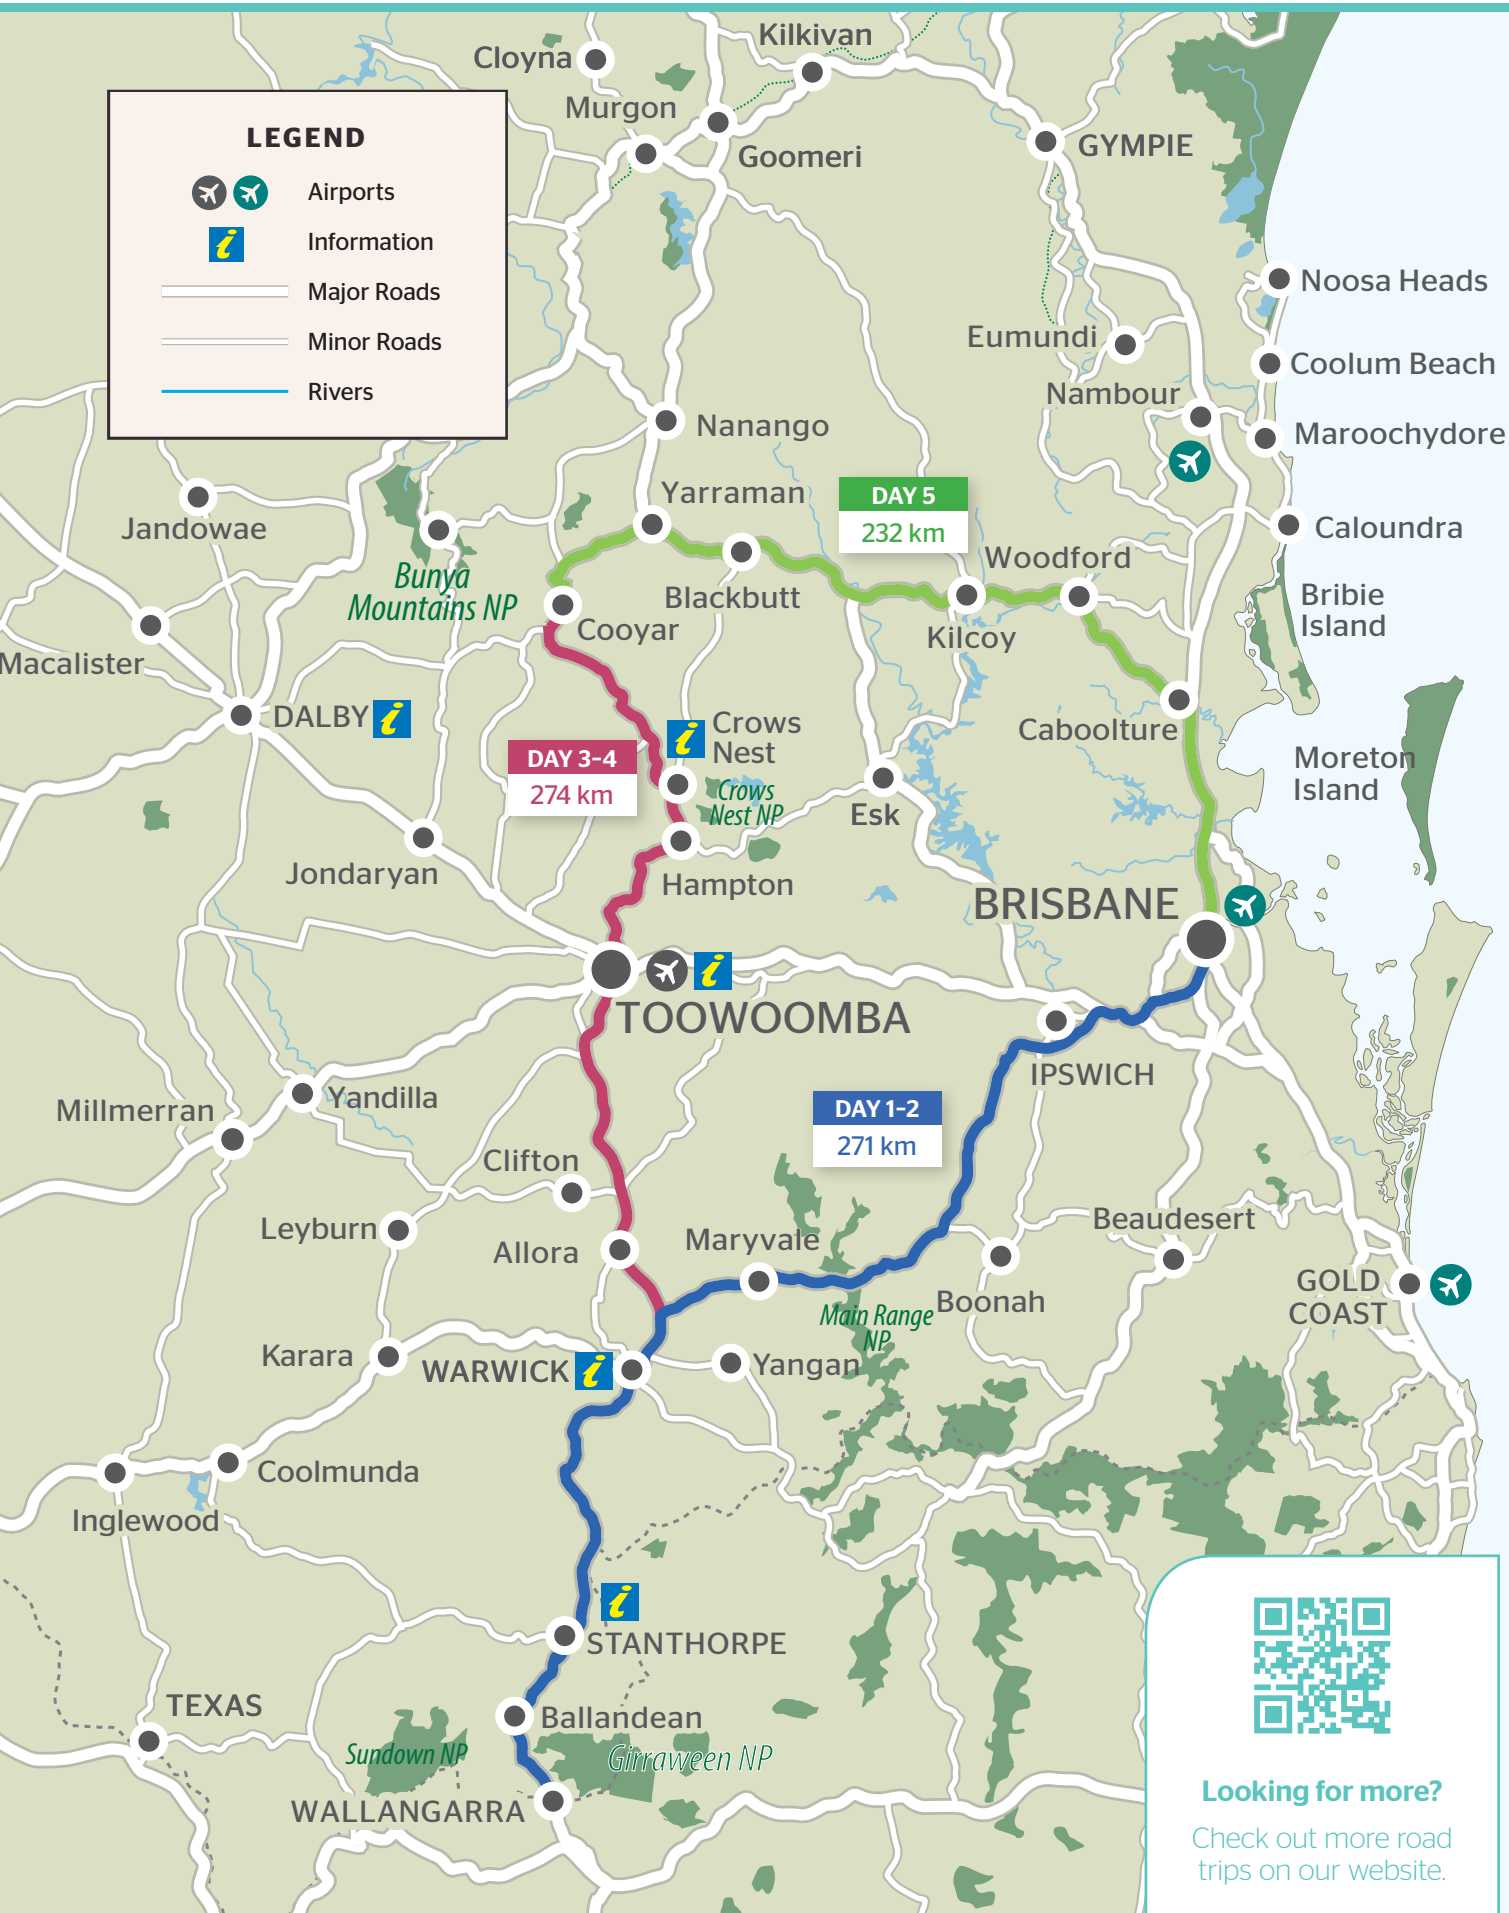 Kilkivan
Cloyna
Murgon
Goomeri
GYMPIE
LEGEND
Airports
Information
Major Roads
Minor Roads
Rivers
Noosa Heads
Eumundi
Coolum Beach
Nambour
Nanango
Maroochydore
Yarraman
DAY 5
232 km
Jandowae
Caloundra
Woodford
Bunya
Mountains NP
Blackbutt
Bribie
Island
Cooyar
Kilcoy
Macalister
DALBY
Crows
Nest
Caboolture
DAY 3-4
274 km
Moreton
Island
Crows
Nest NP
Esk
Jondaryan
Hampton
BRISBANE
TOOWOOMBA
IPSWICH
Yandilla
Millmerran
DAY 1-2
271 km
Clifton
Leyburn
Allora
Maryvale
Beaudesert
GOLD
COAST
Boonah
Main Range
NP
Karara
WARWICK
Yangan
Coolmunda
Inglewood
STANTHORPE
TEXAS
Ballandean
Sundown NP
Girraween NP
WALLANGARRA
Looking for more?
Check out more road
trips on our website.